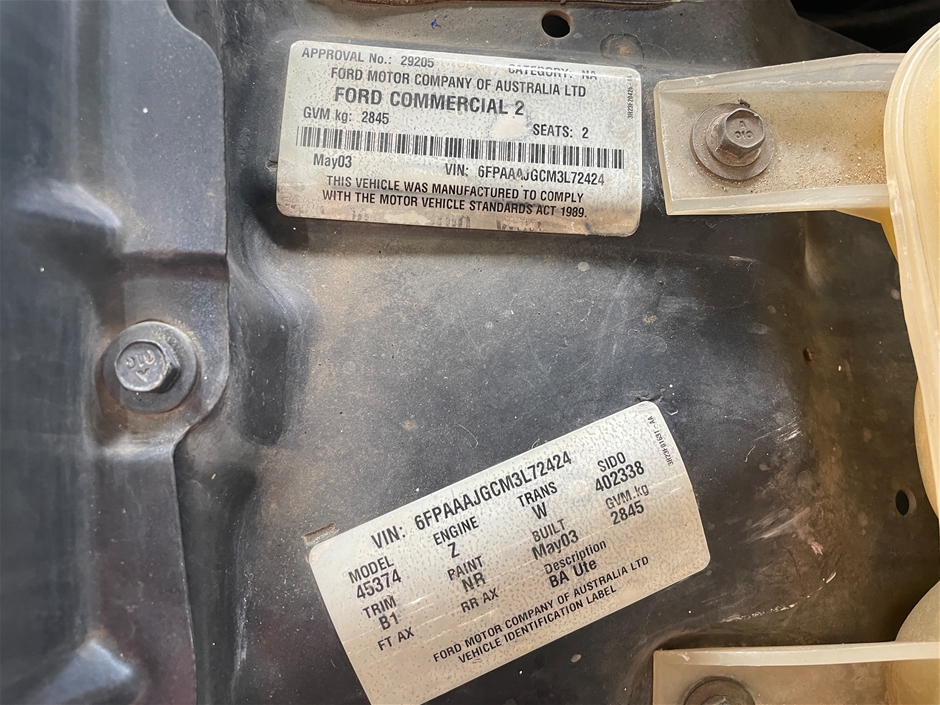 APPROVAL No.: 29205 CATEGORY: NA
FORD MOTOR COMPANY OF AUSTRALIA LTD
FORD COMMERCIAL 2
GVM kg: 2845 SEATS: 2
May03 VIN: 6FPAAAJGCM3L72424
THIS VEHICLE WAS MANUFACTURED TO COMPLY
WITH THE MOTOR VEHICLE STANDARDS ACT 1989.
VIN: 6FPAAAJGCM3L72424
MODEL ENGINE TRANS SIDO
45374 Z W 402338
TRIM PAINT BUILT GVM.kg
B1 NR May03 2845
FT AX RR AX Description
BA Ute
FORD MOTOR COMPANY OF AUSTRALIA LTD
VEHICLE IDENTIFICATION LABEL